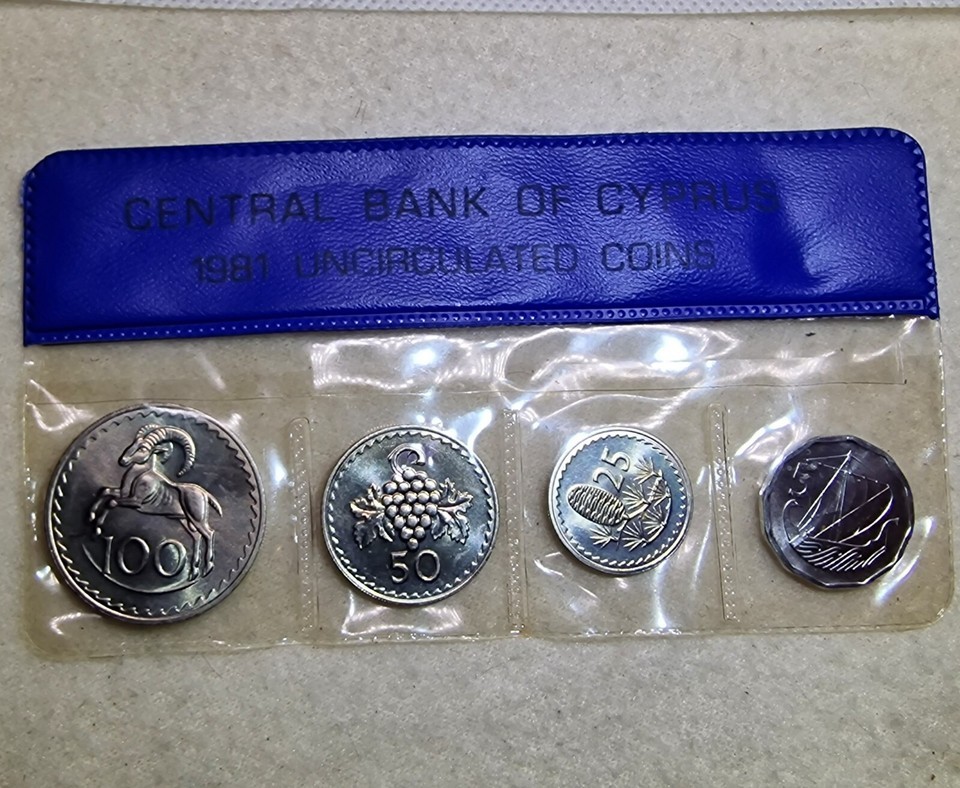 CENTRAL BANK OF CYPRUS
1981 UNCIRCULATED COINS
100
50
25
5